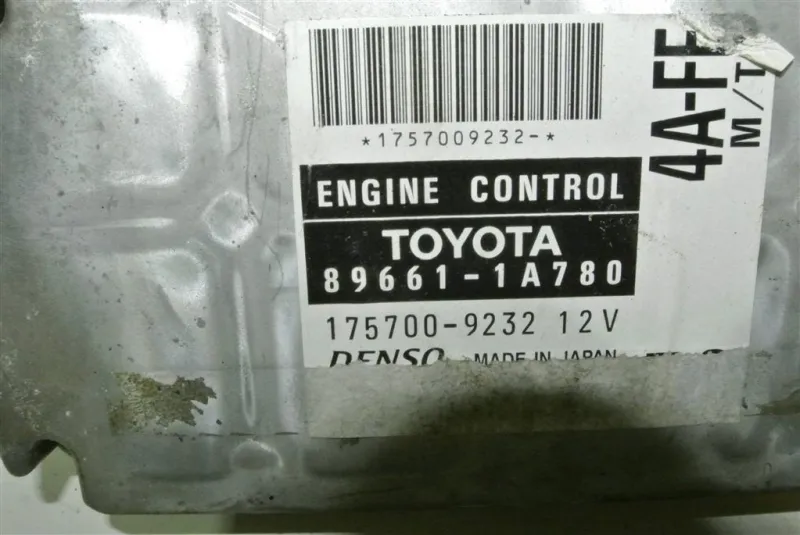 *1757009232-*
ENGINE CONTROL
TOYOTA
89661-1A780
175700-9232 12V
DENSO MADE IN JAPAN
4A-FE
M/T